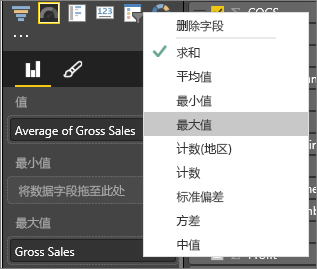 删除字段
COGS
...
求和
平均值
最小值
最大值
计数(地区)
计数
标准偏差
方差
中值
值
Average of Gross Sales
最小值
将数据字段拖至此处
最大值
Gross Sales